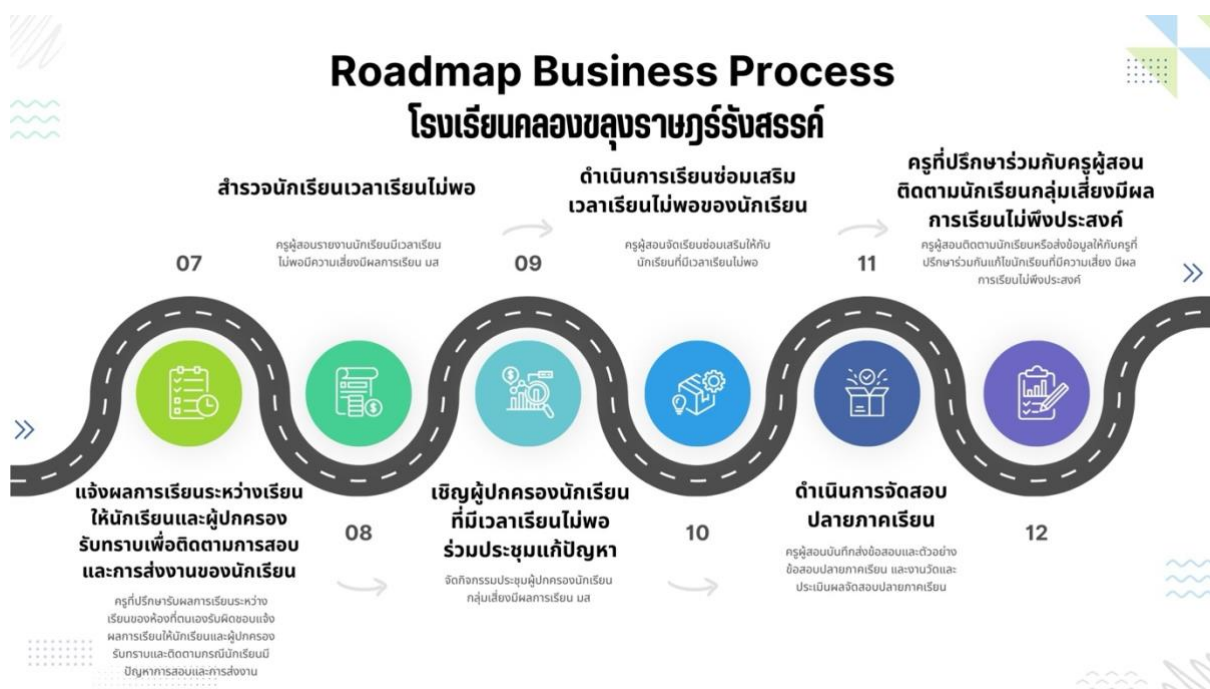 Roadmap Business Process
โรงเรียนคลองขลุงราษฎร์รังสรรค์
07
แจ้งผลการเรียนระหว่างเรียน
ให้นักเรียนและผู้ปกครอง
รับทราบเพื่อติดตามการสอบ
และการส่งงานของนักเรียน
ครูที่ปรึกษารับผลการเรียนระหว่าง
เรียนของห้องที่ตนเองรับผิดชอบแจ้ง
ผลการเรียนให้นักเรียนและผู้ปกครอง
รับทราบและติดตามกรณีนักเรียนมี
ปัญหาการสอบและการส่งงาน
สำรวจนักเรียนเวลาเรียนไม่พอ
ครูผู้สอนรายงานนักเรียนมีเวลาเรียน
ไม่พอมีความเสี่ยงมีผลการเรียน มส
08
09
เชิญผู้ปกครองนักเรียน
ที่มีเวลาเรียนไม่พอ
ร่วมประชุมแก้ปัญหา
จัดกิจกรรมประชุมผู้ปกครองนักเรียน
กลุ่มเสี่ยงมีผลการเรียน มส
ดำเนินการเรียนซ่อมเสริม
เวลาเรียนไม่พอของนักเรียน
ครูผู้สอนจัดเรียนซ่อมเสริมให้กับ
นักเรียนที่มีเวลาเรียนไม่พอ
10
11
ดำเนินการจัดสอบ
ปลายภาคเรียน
ครูผู้สอนบันทึกส่งข้อสอบและตัวอย่าง
ข้อสอบปลายภาคเรียน และงานวัดและ
ประเมินผลจัดสอบปลายภาคเรียน
ครูที่ปรึกษาร่วมกับครูผู้สอน
ติดตามนักเรียนกลุ่มเสี่ยงมีผล
การเรียนไม่พึงประสงค์
ครูผู้สอนติดตามนักเรียนหรือส่งข้อมูลให้กับครูที่
ปรึกษาร่วมกันแก้ไขนักเรียนที่มีความเสี่ยง มีผล
การเรียนไม่พึงประสงค์
12